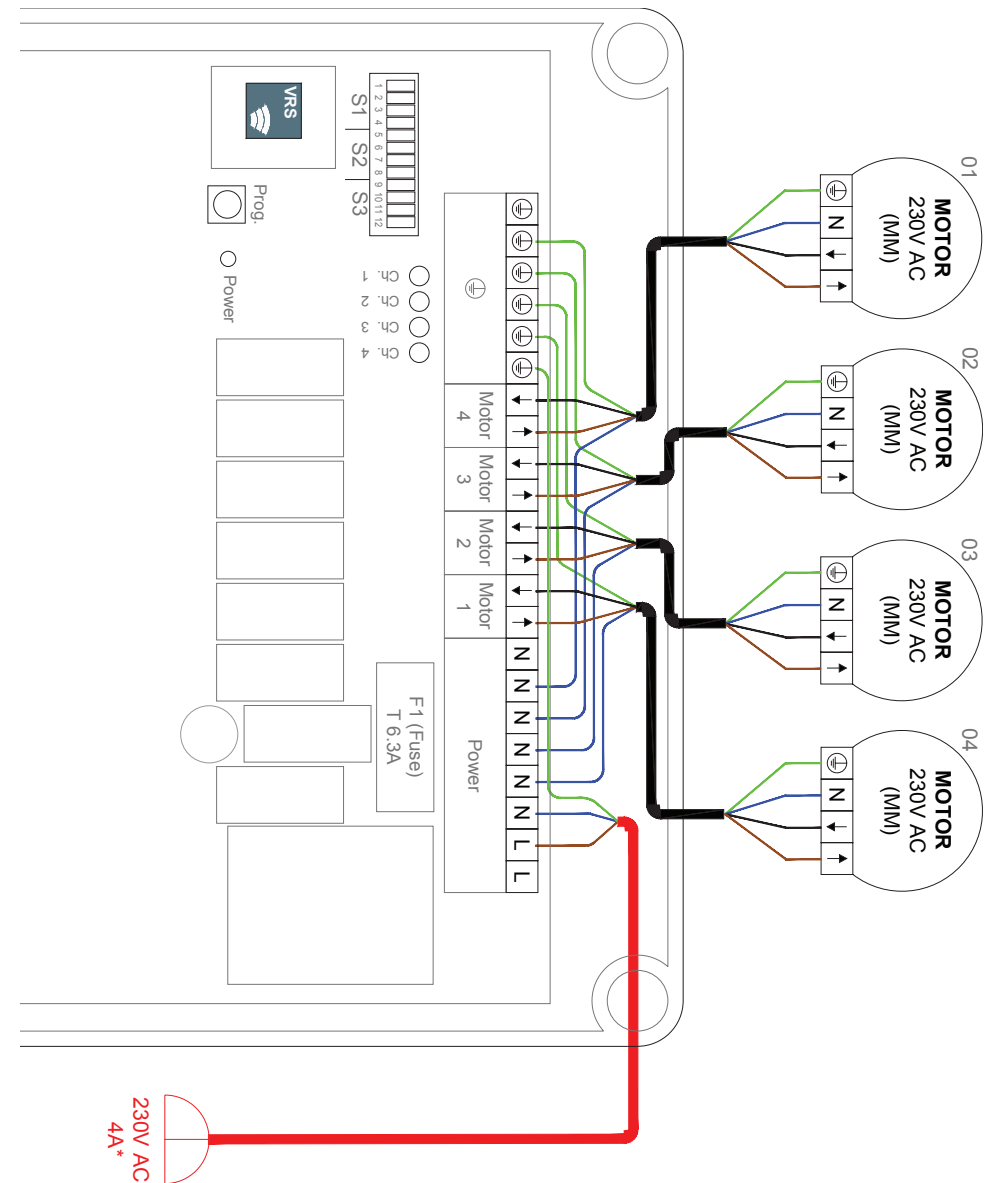 VRS
S1
S2
S3
1
2
3
4
5
6
7
8
9
10
11
12
Prog.
Power
Ch. 1
Ch. 2
Ch. 3
Ch. 4
Motor
4
Motor
3
Motor
2
Motor
1
Power
N
N
N
N
N
N
L
L
F1 (Fuse)
T 6.3A
01
MOTOR
230V AC
(MM)
N
02
MOTOR
230V AC
(MM)
N
03
MOTOR
230V AC
(MM)
N
04
MOTOR
230V AC
(MM)
N
230V AC
4A*